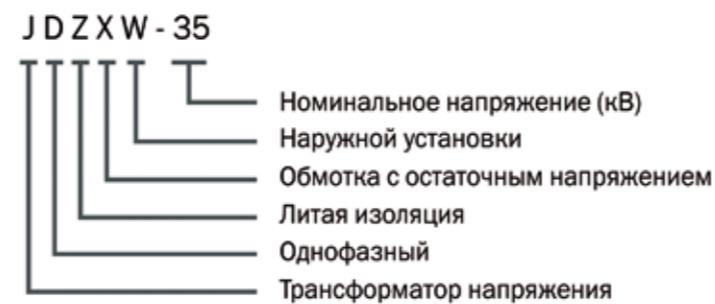 JDZXW-35
Номинальное напряжение (кВ)
Наружной установки
Обмотка с остаточным напряжением
Литая изоляция
Однофазный
Трансформатор напряжения